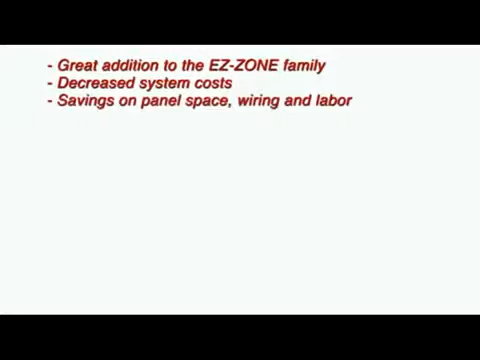 - Great addition to the EZ-ZONE family
- Decreased system costs
- Savings on panel space, wiring and labor